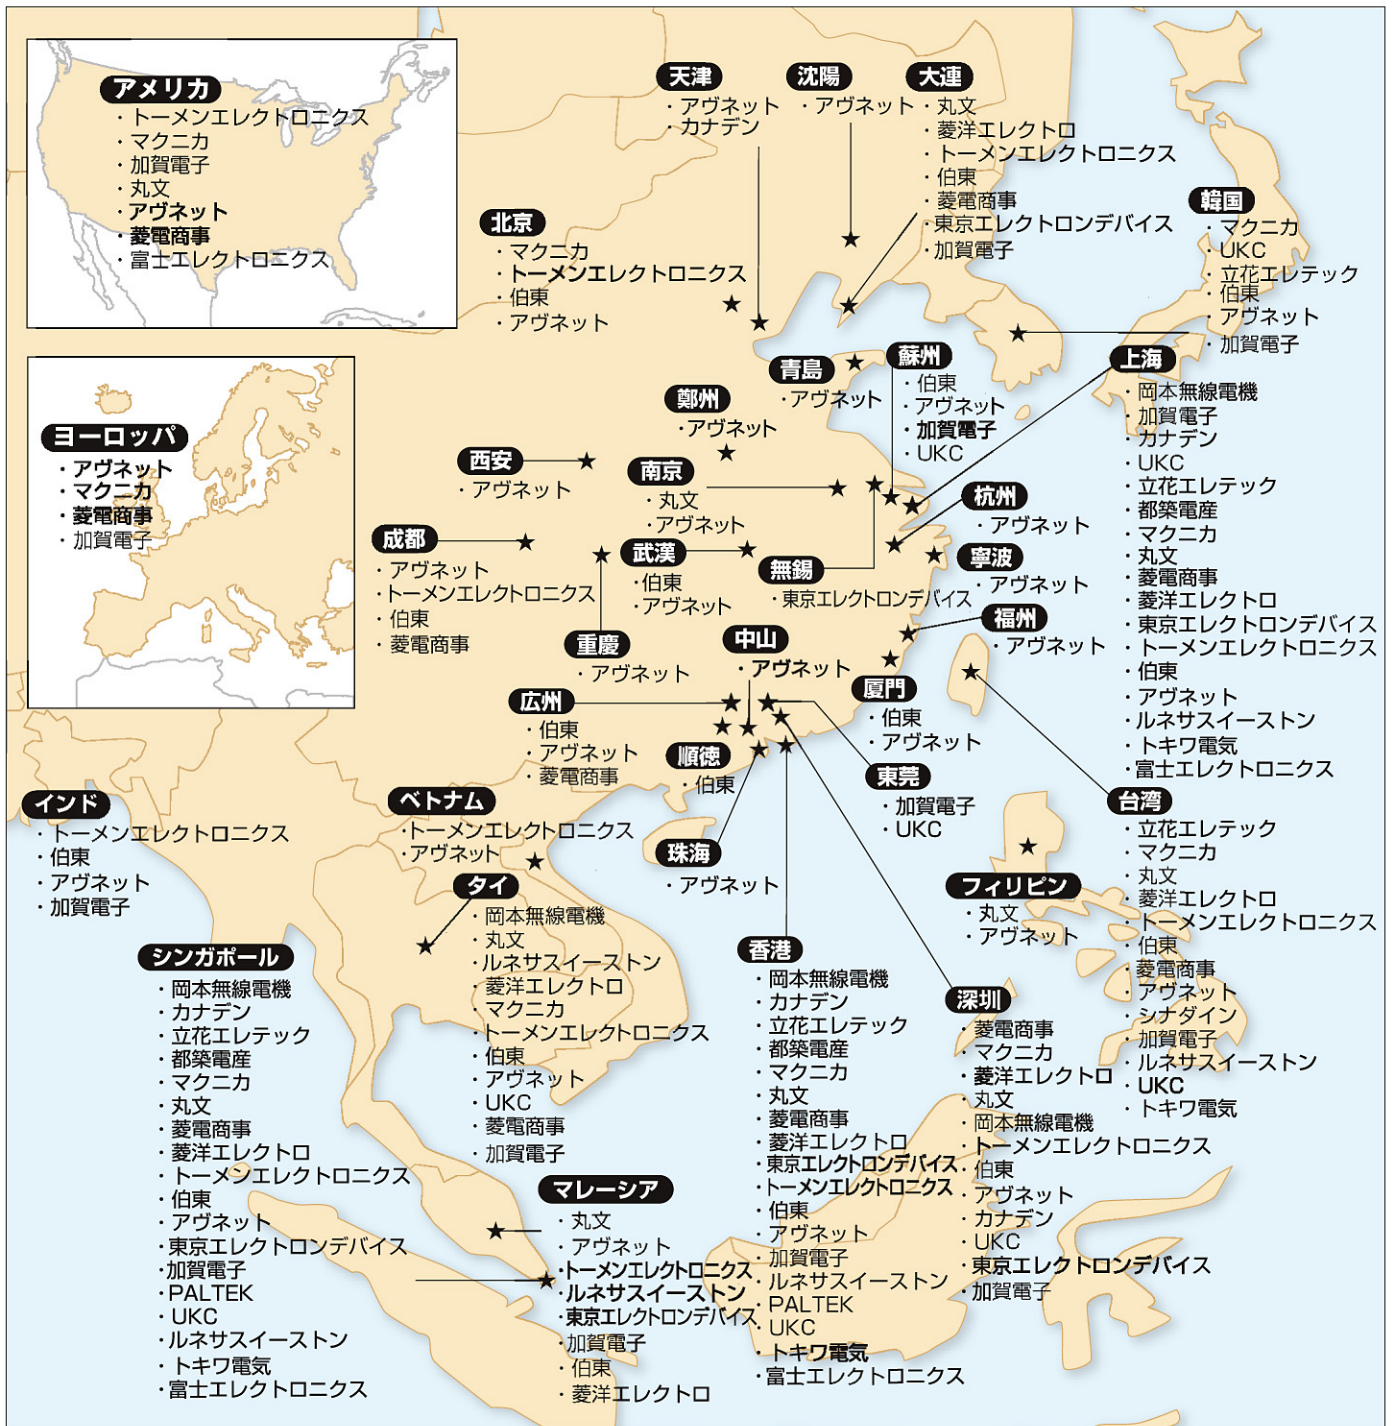 アメリカ
・トーメンエレクトロニクス
・マクニカ
・加賀電子
・丸文
・アヴネット
・菱電商事
・富士エレクトロニクス
ヨーロッパ
・アヴネット
・マクニカ
・菱電商事
・加賀電子
天津
・アヴネット
・カナデン
沈陽
・アヴネット
大連
・丸文
・菱洋エレクトロ
・トーメンエレクトロニクス
・伯東
・菱電商事
・東京エレクトロンデバイス
・加賀電子
北京
・マクニカ
・トーメンエレクトロニクス
・伯東
・アヴネット
韓国
・マクニカ
・UKC
・立花エレテック
・伯東
・アヴネット
・加賀電子
青島
・アヴネット
蘇州
・伯東
・アヴネット
・加賀電子
・UKC
上海
・岡本無線電機
・加賀電子
・カナデン
・UKC
・立花エレテック
・都築電産
・マクニカ
・丸文
・菱電商事
・菱洋エレクトロ
・東京エレクトロンデバイス
・トーメンエレクトロニクス
・伯東
・アヴネット
・ルネサスイーストン
・トキワ電気
・富士エレクトロニクス
鄭州
・アヴネット
西安
・アヴネット
南京
・丸文
・アヴネット
杭州
・アヴネット
成都
・アヴネット
・トーメンエレクトロニクス
・伯東
・菱電商事
武漢
・伯東
・アヴネット
無錫
・東京エレクトロンデバイス
寧波
・アヴネット
福州
・アヴネット
重慶
・アヴネット
中山
・アヴネット
厦門
・伯東
・アヴネット
広州
・伯東
・アヴネット
・菱電商事
順徳
・伯東
東莞
・加賀電子
・UKC
インド
・トーメンエレクトロニクス
・伯東
・アヴネット
・加賀電子
ベトナム
・トーメンエレクトロニクス
・アヴネット
珠海
・アヴネット
台湾
・立花エレテック
・マクニカ
・丸文
・菱洋エレクトロ
・トーメンエレクトロニクス
・伯東
・菱電商事
・アヴネット
・シナダイン
・加賀電子
・ルネサスイーストン
・UKC
・トキワ電気
フィリピン
・丸文
・アヴネット
タイ
・岡本無線電機
・丸文
・ルネサスイーストン
・菱洋エレクトロ
・マクニカ
・トーメンエレクトロニクス
・伯東
・アヴネット
・UKC
・菱電商事
・加賀電子
シンガポール
・岡本無線電機
・カナデン
・立花エレテック
・都築電産
・マクニカ
・丸文
・菱電商事
・菱洋エレクトロ
・トーメンエレクトロニクス
・伯東
・アヴネット
・東京エレクトロンデバイス
・加賀電子
・PALTEK
・UKC
・ルネサスイーストン
・トキワ電気
・富士エレクトロニクス
香港
・岡本無線電機
・カナデン
・立花エレテック
・都築電産
・マクニカ
・丸文
・菱電商事
・菱洋エレクトロ
・東京エレクトロンデバイス
・トーメンエレクトロニクス
・伯東
・アヴネット
・加賀電子
・ルネサスイーストン
・PALTEK
・UKC
・トキワ電気
・富士エレクトロニクス
深圳
・菱電商事
・マクニカ
・菱洋エレクトロ
・丸文
・岡本無線電機
・トーメンエレクトロニクス
・伯東
・アヴネット
・カナデン
・UKC
・東京エレクトロンデバイス
・加賀電子
マレーシア
・丸文
・アヴネット
・トーメンエレクトロニクス
・ルネサスイーストン
・東京エレクトロンデバイス
・加賀電子
・伯東
・菱洋エレクトロ